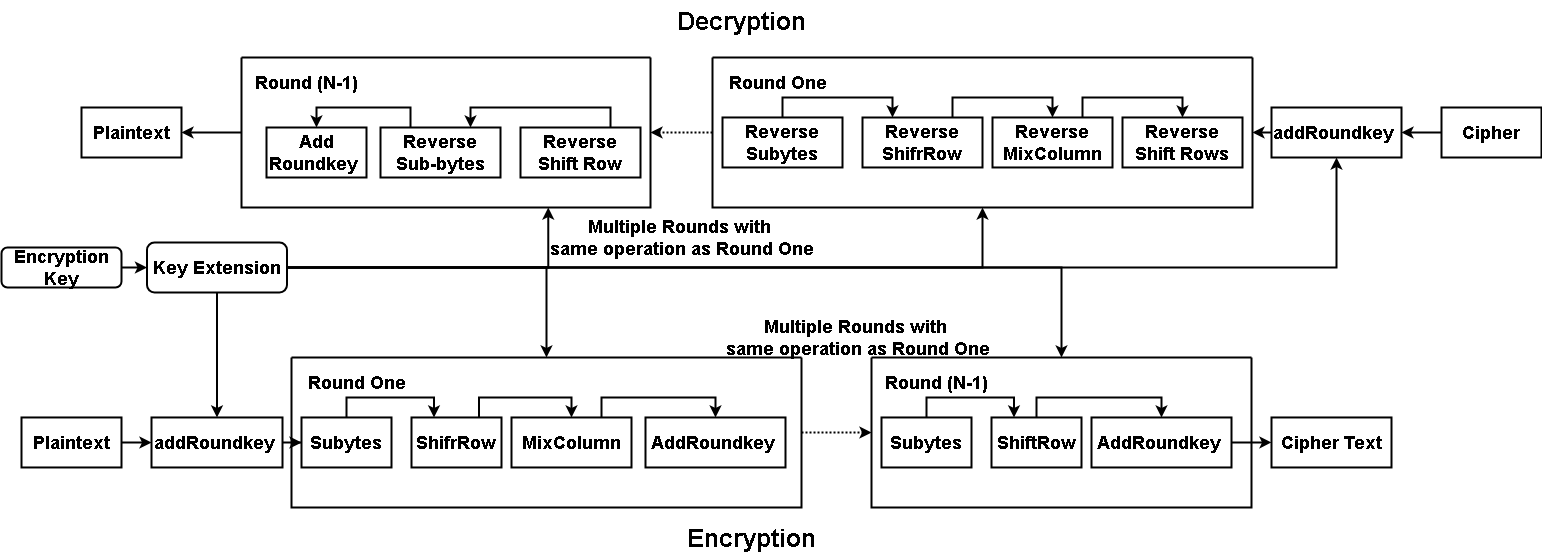 Decryption
Round (N-1)
Round One
Plaintext
Add
Roundkey
Reverse
Sub-bytes
Reverse
Shift Row
Reverse
Subytes
Reverse
ShifrRow
Reverse
MixColumn
Reverse
Shift Rows
addRoundkey
Cipher
Multiple Rounds with
same operation as Round One
Encryption
Key
Key Extension
Multiple Rounds with
same operation as Round One
Round One
Round (N-1)
Plaintext
addRoundkey
Subytes
ShifrRow
MixColumn
AddRoundkey
Subytes
ShiftRow
AddRoundkey
Cipher Text
Encryption